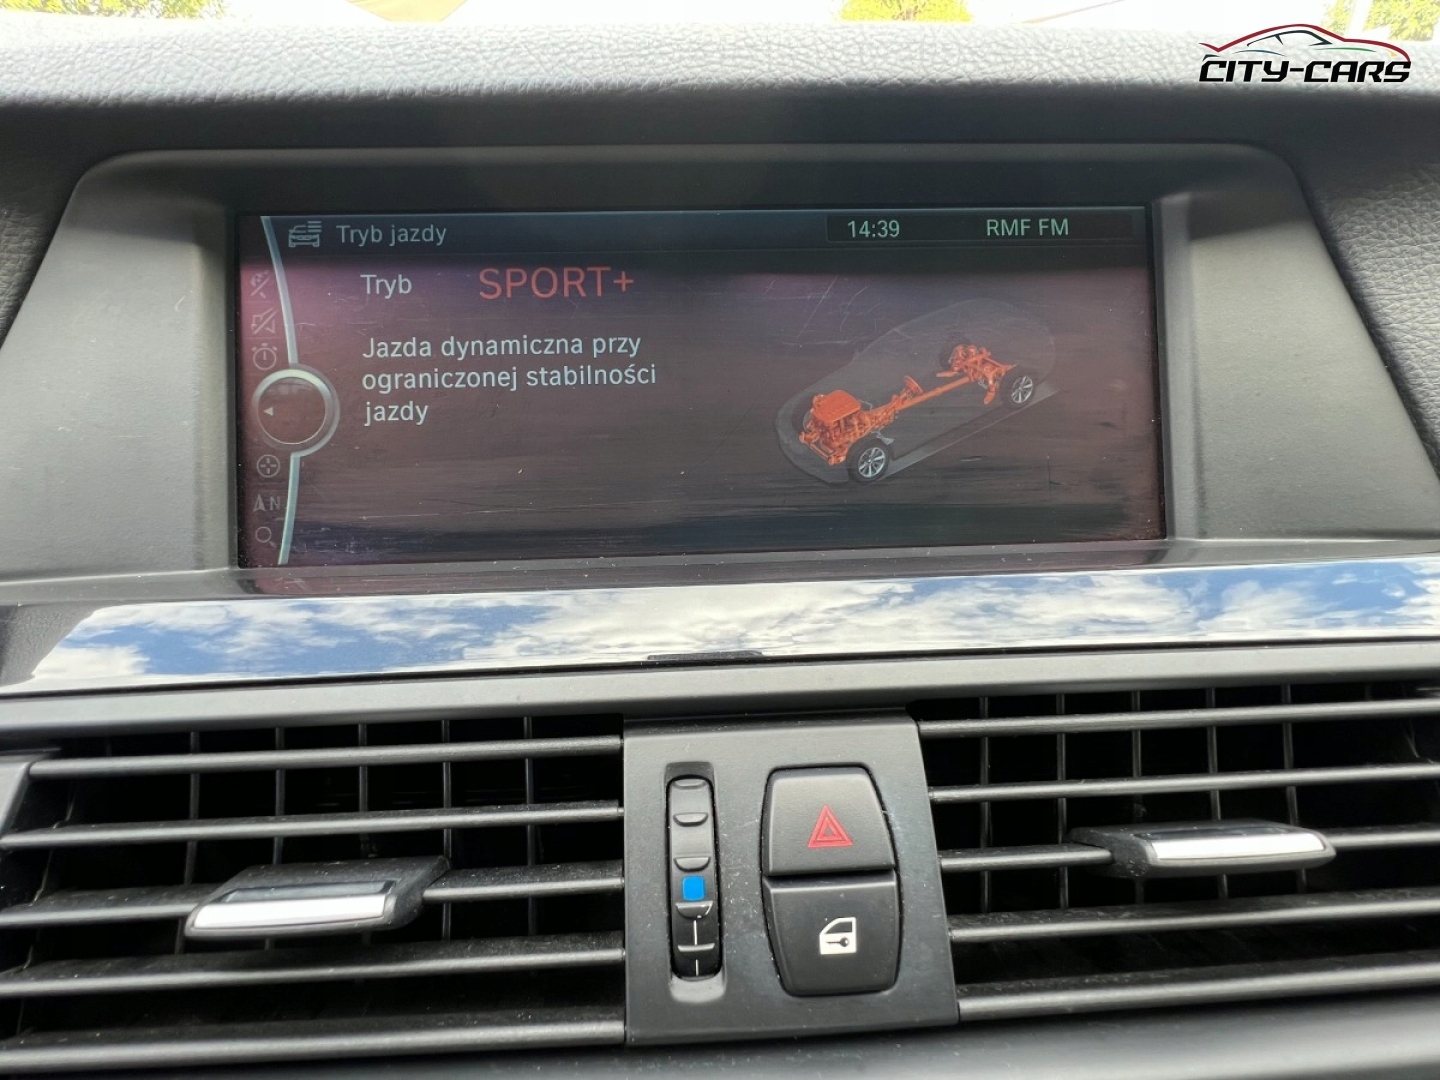 CITY-CARS
Tryb jazdy
14:39
RMF FM
Tryb SPORT+
Jazda dynamiczna przy
ograniczonej stabilności
jazdy
N